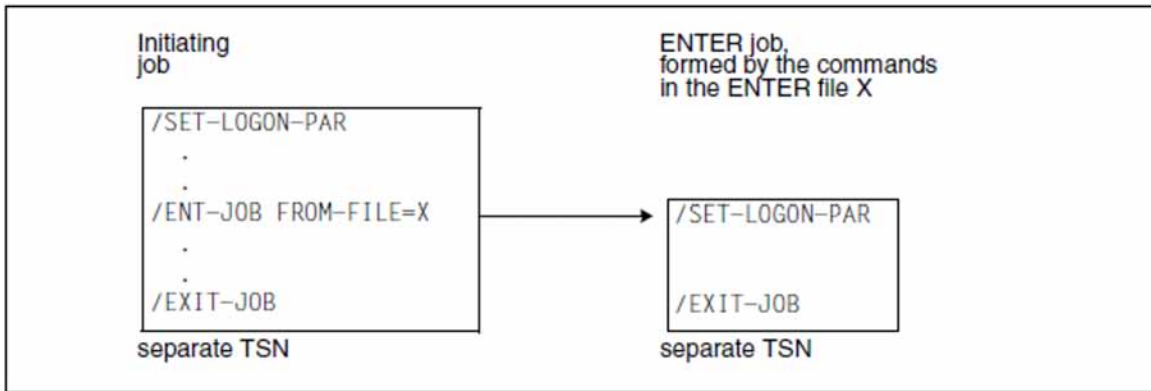 Initiating
job
/SET-LOGON-PAR
.
.
/ENT-JOB FROM-FILE=X
.
.
/EXIT-JOB
separate TSN
ENTER job,
formed by the commands
in the ENTER file X
/SET-LOGON-PAR
/EXIT-JOB
separate TSN